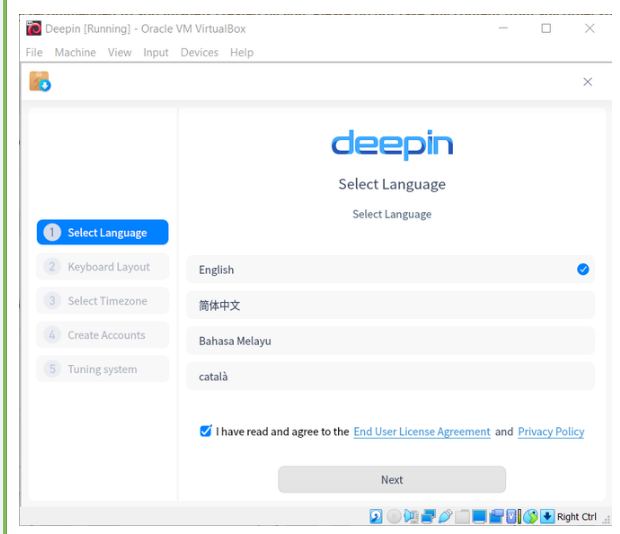 Deepin [Running] - Oracle VM VirtualBox
File Machine View Input Devices Help
deepin
Select Language
Select Language
1 Select Language
2 Keyboard Layout
3 Select Timezone
4 Create Accounts
5 Tuning system
English
简体中文
Bahasa Melayu
català
I have read and agree to the End User License Agreement and Privacy Policy
Next
Right Ctrl